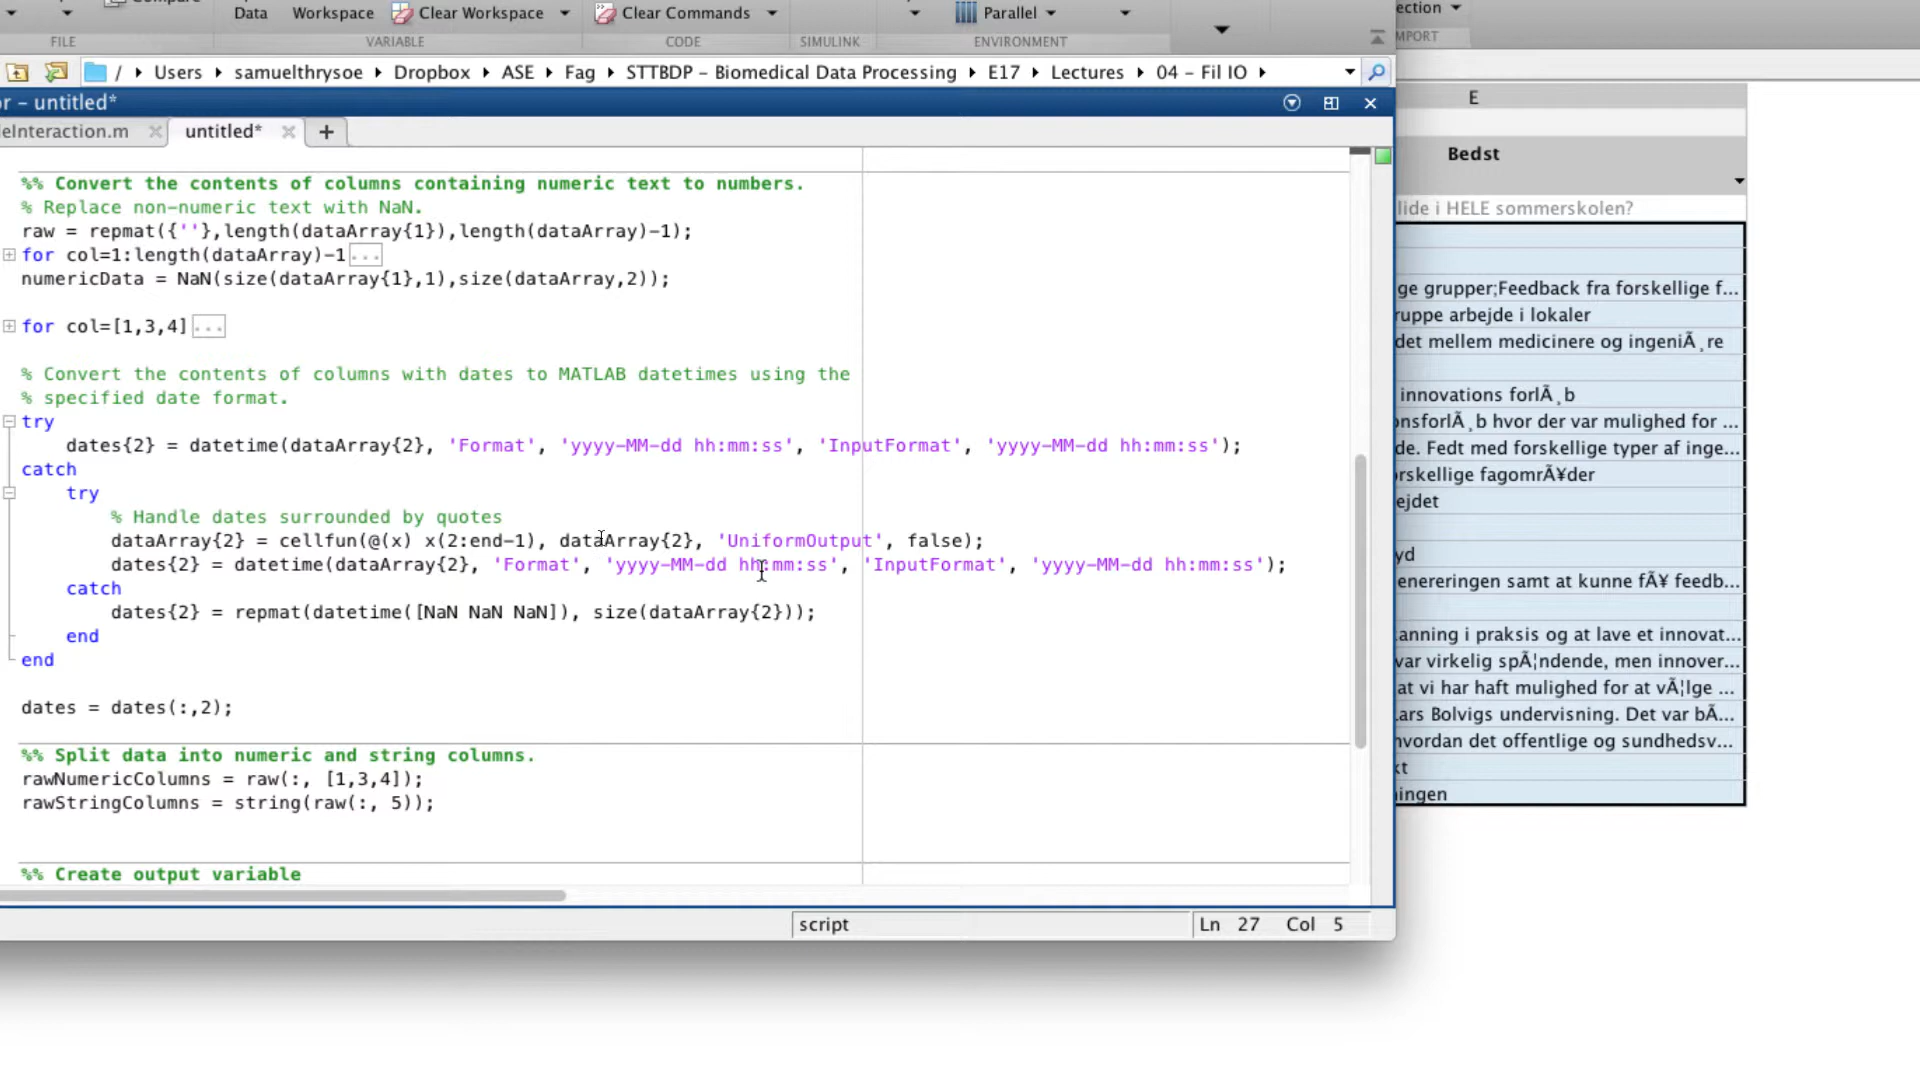 Compare
Data Workspace Clear Workspace Clear Commands Parallel ection
FILE VARIABLE CODE SIMULINK ENVIRONMENT MPORT
/ Users samuelthrysoe Dropbox ASE Fag STTBDP - Biomedical Data Processing E17 Lectures 04 - Fil IO
or - untitled*
leInteraction.m untitled* +
%% Convert the contents of columns containing numeric text to numbers.
% Replace non-numeric text with NaN.
raw = repmat({''},length(dataArray{1}),length(dataArray)-1);
for col=1:length(dataArray)-1...
numericData = NaN(size(dataArray{1},1),size(dataArray,2));
for col=[1,3,4]...
% Convert the contents of columns with dates to MATLAB datetimes using the
% specified date format.
try
dates{2} = datetime(dataArray{2}, 'Format', 'yyyy-MM-dd hh:mm:ss', 'InputFormat', 'yyyy-MM-dd hh:mm:ss');
catch
try
% Handle dates surrounded by quotes
dataArray{2} = cellfun(@(x) x(2:end-1), dataArray{2}, 'UniformOutput', false);
dates{2} = datetime(dataArray{2}, 'Format', 'yyyy-MM-dd hh:mm:ss', 'InputFormat', 'yyyy-MM-dd hh:mm:ss');
catch
dates{2} = repmat(datetime([NaN NaN NaN]), size(dataArray{2}));
end
end
dates = dates(:,2);
%% Split data into numeric and string columns.
rawNumericColumns = raw(:, [1,3,4]);
rawStringColumns = string(raw(:, 5));
%% Create output variable
script Ln 27 Col 5
E
Bedst
lide i HELE sommerskolen?
ge grupper;Feedback fra forskellige f...
ruppe arbejde i lokaler
det mellem medicinere og ingeniÃ¸re
innovations forlÃ¸b
onsforlÃ¸b hvor der var mulighed for ...
de. Fedt med forskellige typer af inge...
orskellige fagomrÃ¥der
ejdet
yd
enereringen samt at kunne fÃ¥ feedb...
anning i praksis og at lave et innovat...
var virkelig spÃ¦ndende, men innover...
at vi har haft mulighed for at vÃ¦lge ...
Lars Bolvigs undervisning. Det var bÃ...
hvordan det offentlige og sundhedsv...
kt
ningen